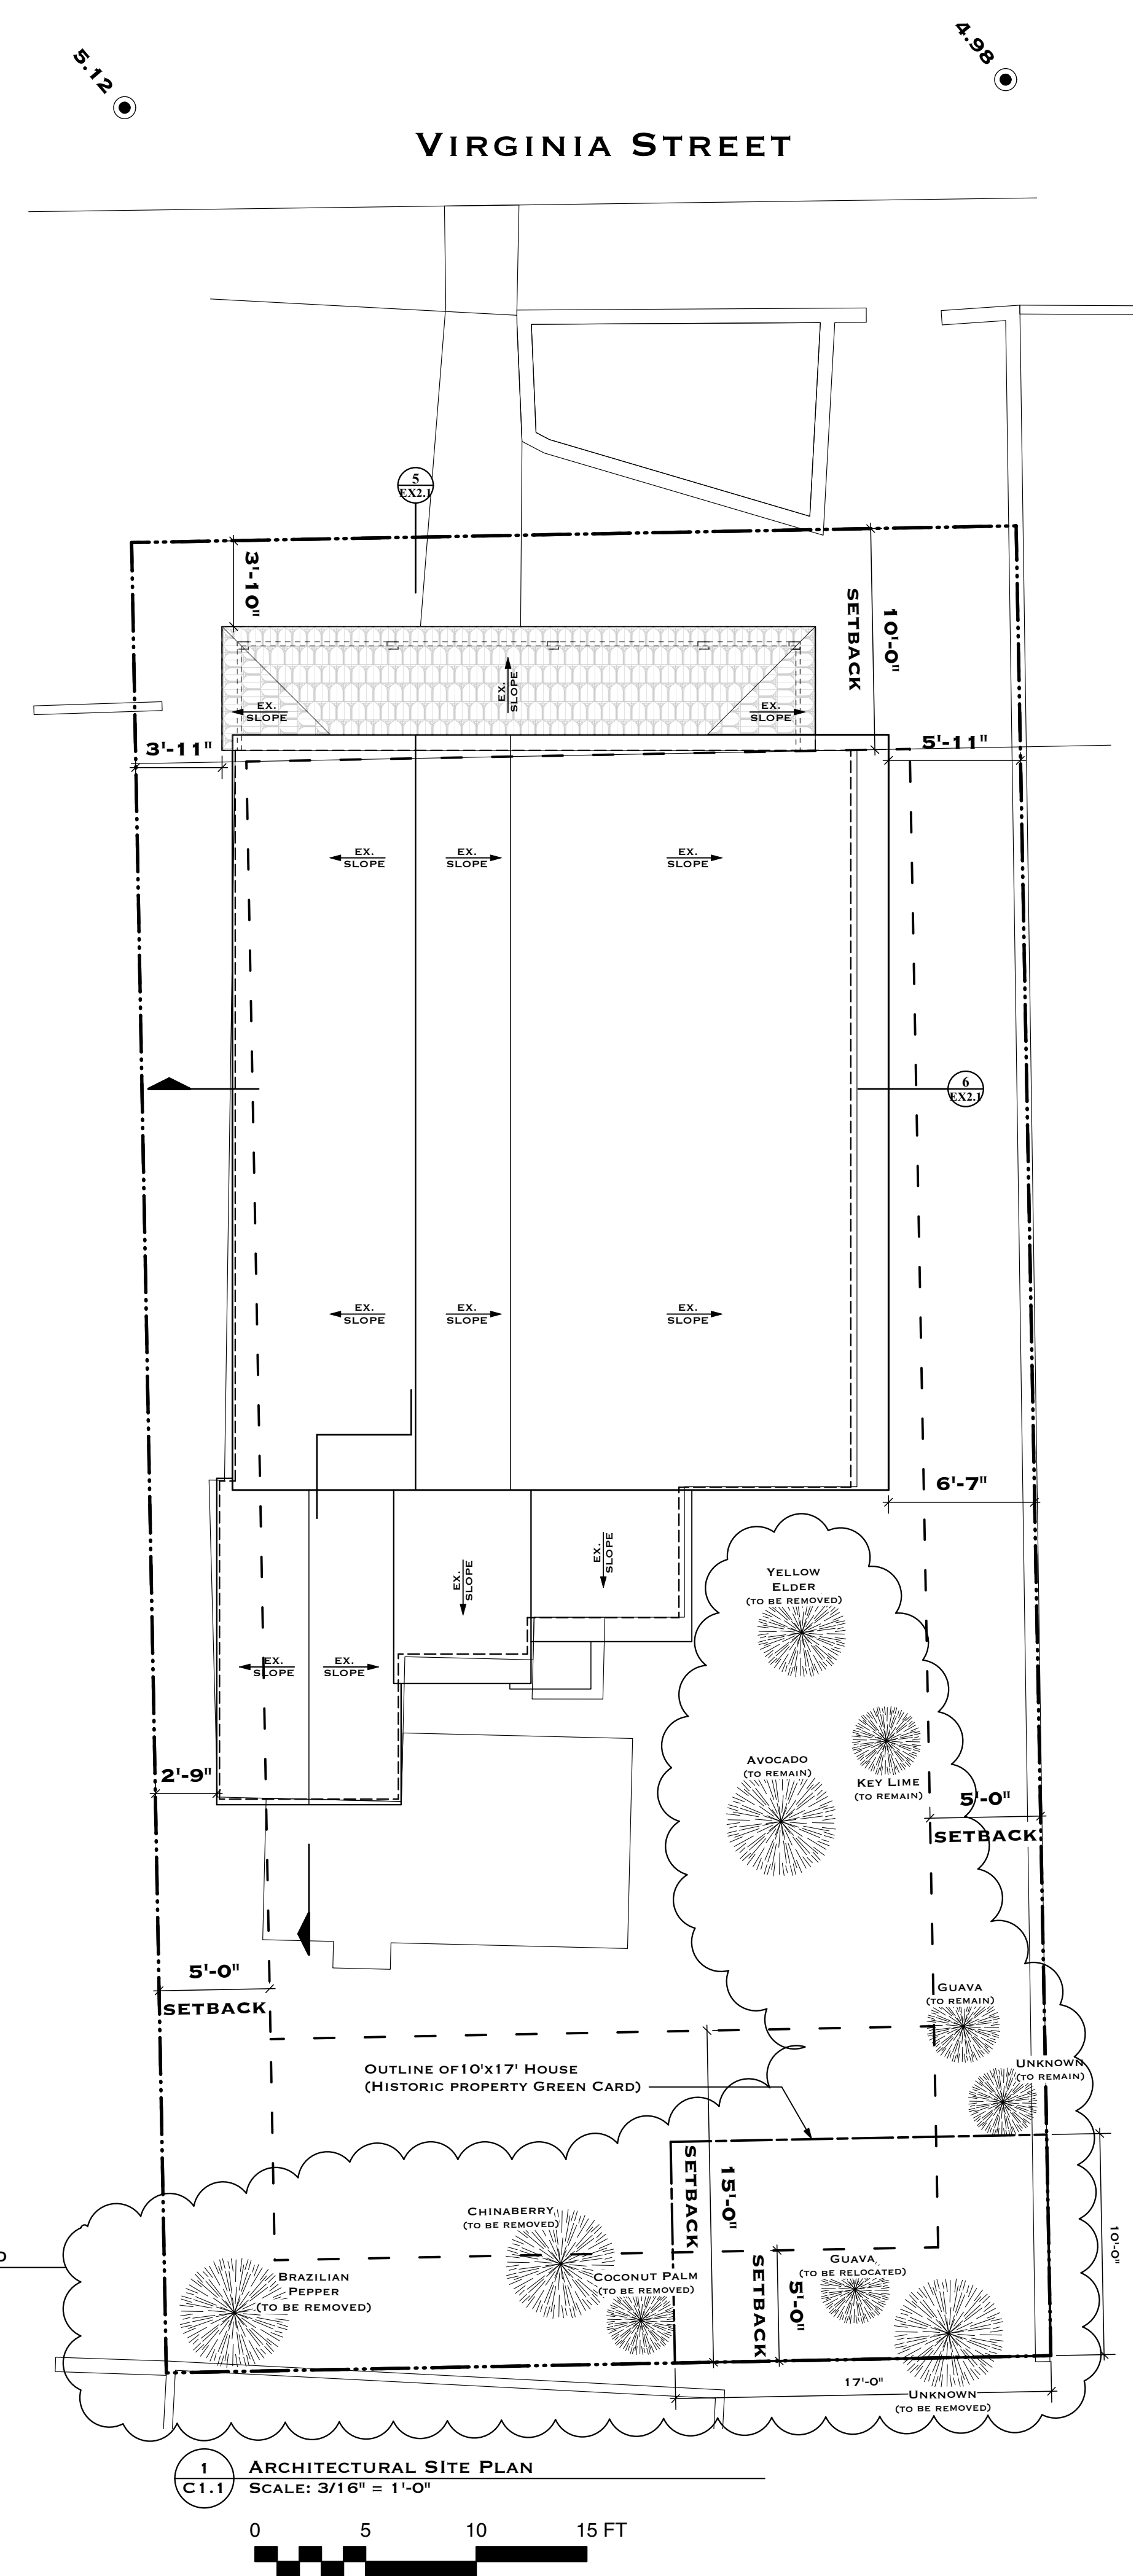 5.12
4.98
Virginia Street
5
EX2.1
3'-10"
SETBACK
10'-0"
EX.
SLOPE
EX.
SLOPE
EX.
SLOPE
3'-11"
5'-11"
EX.
SLOPE
EX.
SLOPE
EX.
SLOPE
6
EX2.1
EX.
SLOPE
EX.
SLOPE
EX.
SLOPE
6'-7"
EX.
SLOPE
EX.
SLOPE
Yellow
Elder
(to be removed)
EX.
SLOPE
EX.
SLOPE
Avocado
(to remain)
Key Lime
(to remain)
2'-9"
5'-0"
SETBACK
5'-0"
SETBACK
Guava
(to remain)
Unknown
(to remain)
Outline of10'x17' House
(Historic property Green Card)
SETBACK
15'-0"
10'-0"
Chinaberry
(to be removed)
Guava
(to be relocated)
SETBACK
5'-0"
Brazilian
Pepper
(to be removed)
Coconut Palm
(to be removed)
17'-0"
Unknown
(to be removed)
1
C1.1
Architectural SIte Plan
Scale: 3/16" = 1'-0"
0 5 10 15 FT